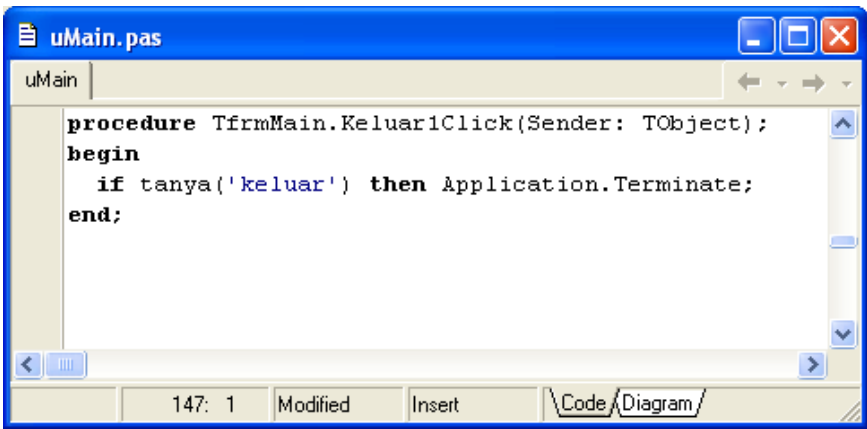 uMain.pas
uMain
procedure TfrmMain.Keluar1Click(Sender: TObject);
begin
  if tanya('keluar') then Application.Terminate;
end;
147: 1 Modified Insert Code Diagram